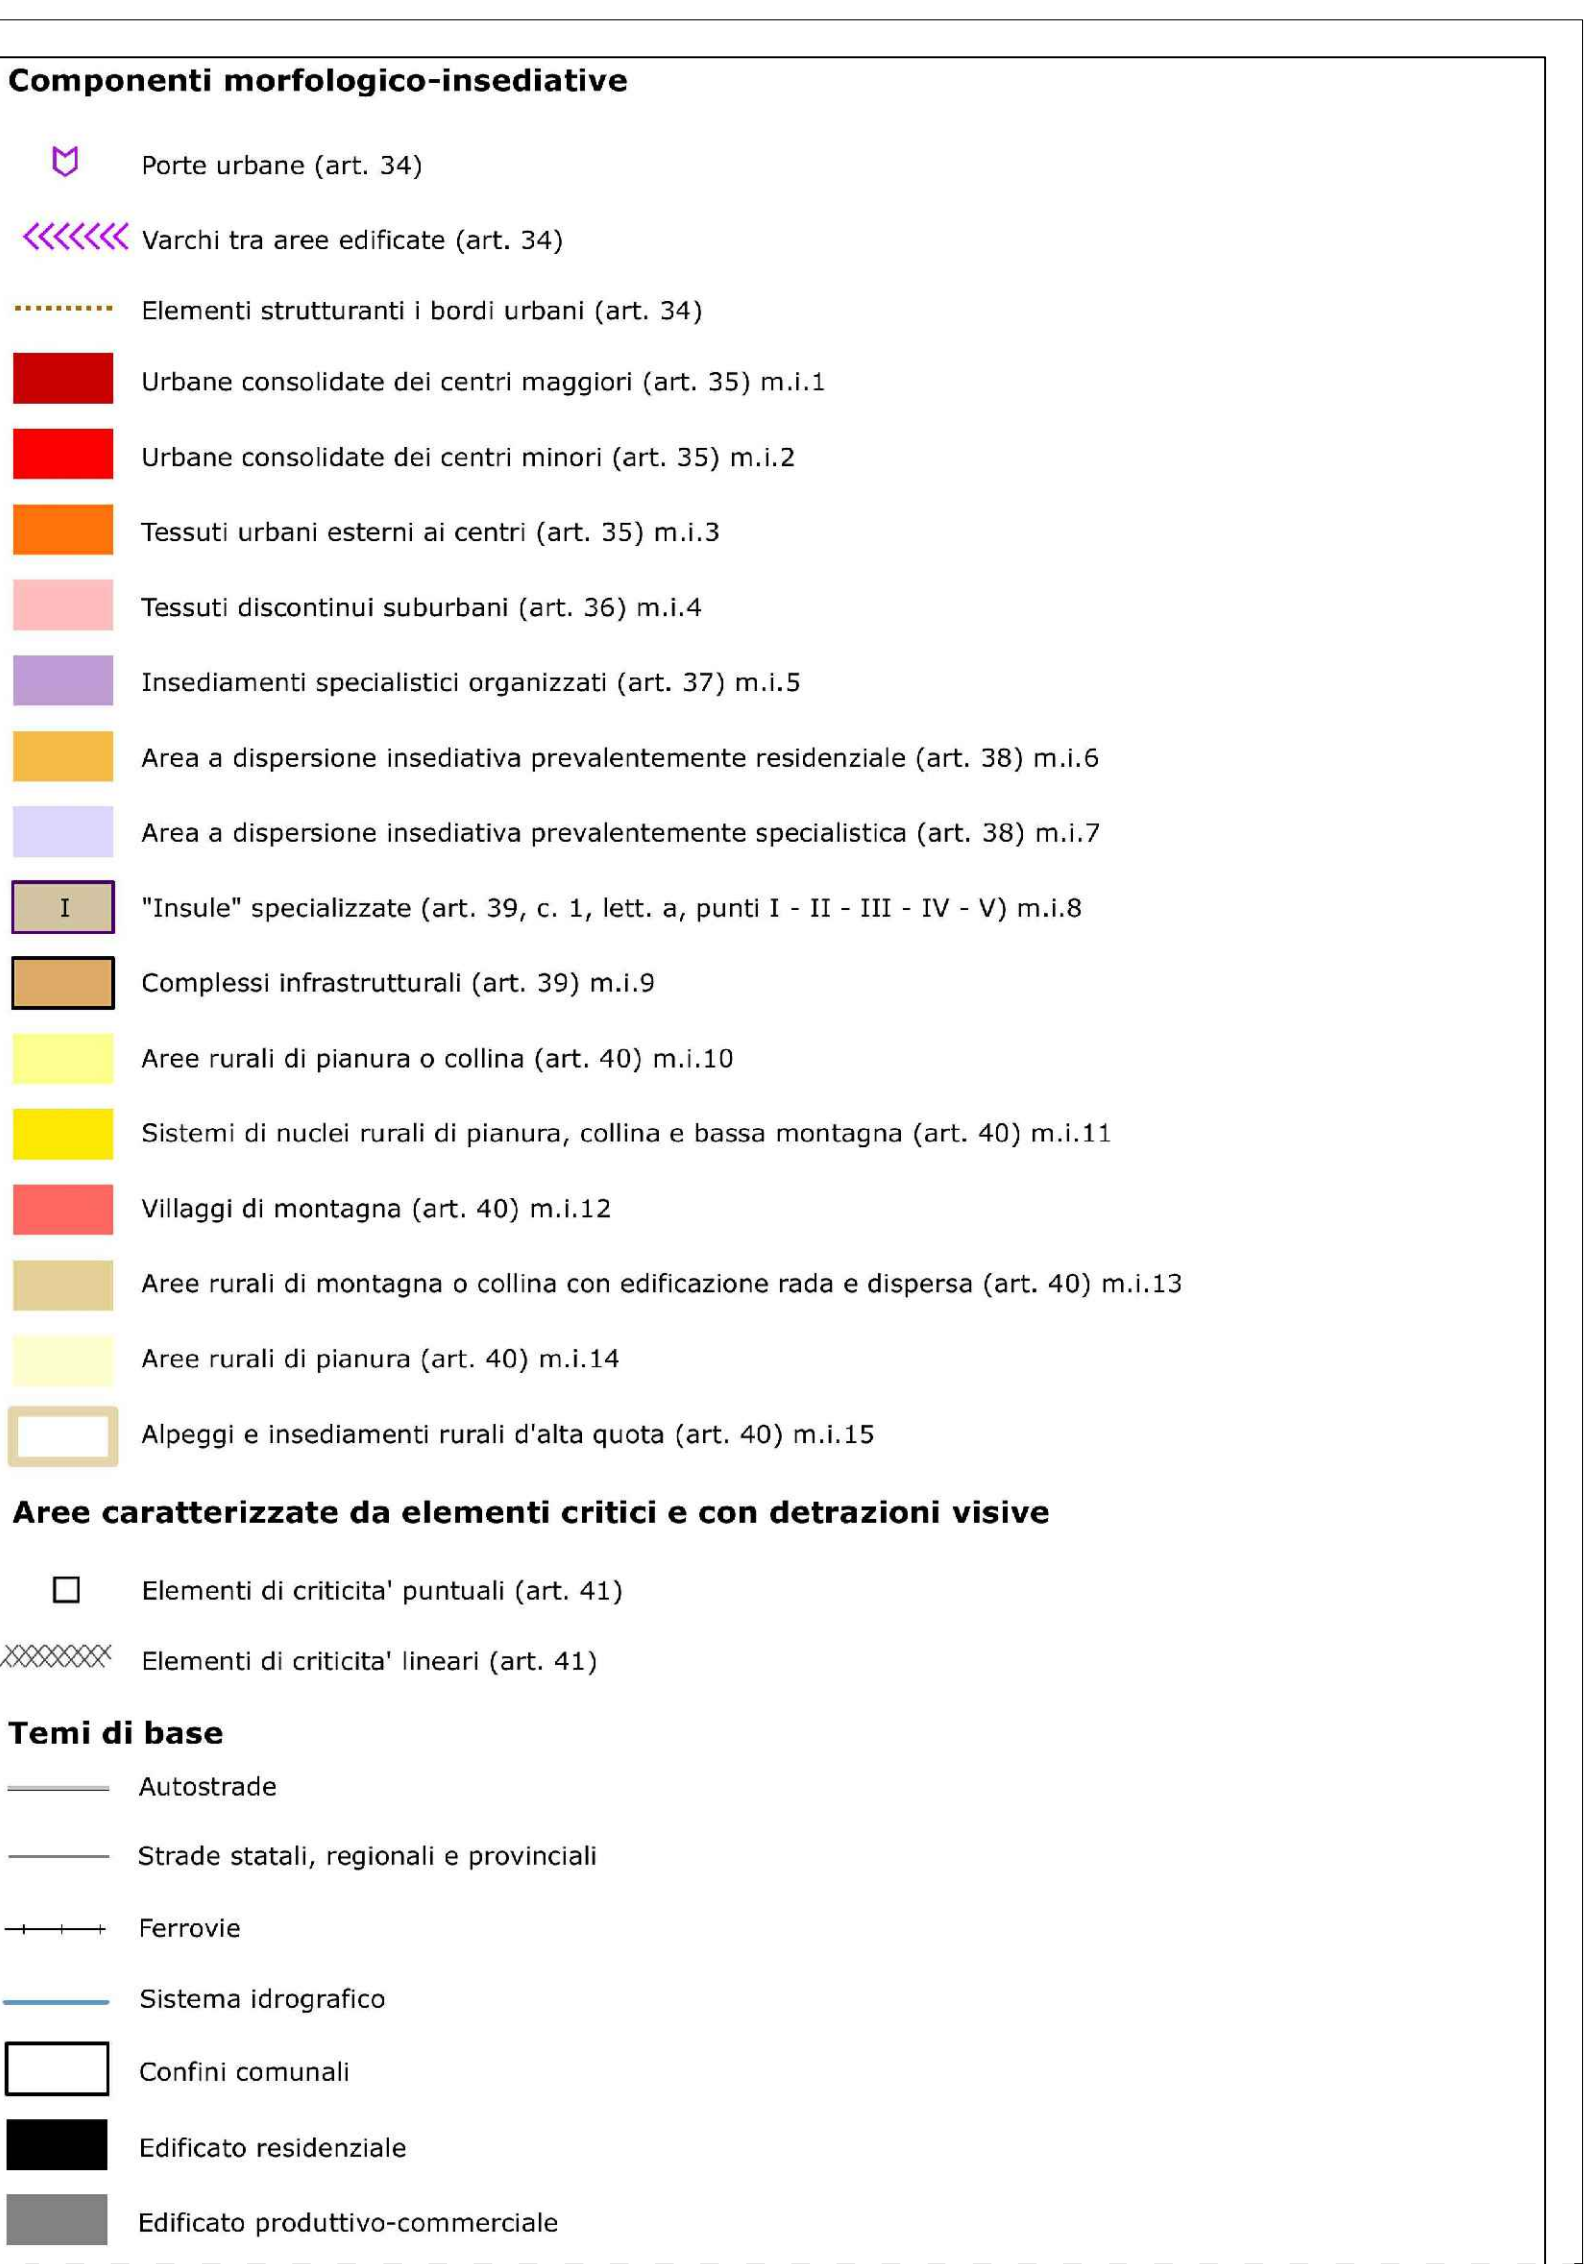 Componenti morfologico-insediative
Porte urbane (art. 34)
Varchi tra aree edificate (art. 34)
Elementi strutturanti i bordi urbani (art. 34)
Urbane consolidate dei centri maggiori (art. 35) m.i.1
Urbane consolidate dei centri minori (art. 35) m.i.2
Tessuti urbani esterni ai centri (art. 35) m.i.3
Tessuti discontinui suburbani (art. 36) m.i.4
Insediamenti specialistici organizzati (art. 37) m.i.5
Area a dispersione insediativa prevalentemente residenziale (art. 38) m.i.6
Area a dispersione insediativa prevalentemente specialistica (art. 38) m.i.7
I "Insule" specializzate (art. 39, c. 1, lett. a, punti I - II - III - IV - V) m.i.8
Complessi infrastrutturali (art. 39) m.i.9
Aree rurali di pianura o collina (art. 40) m.i.10
Sistemi di nuclei rurali di pianura, collina e bassa montagna (art. 40) m.i.11
Villaggi di montagna (art. 40) m.i.12
Aree rurali di montagna o collina con edificazione rada e dispersa (art. 40) m.i.13
Aree rurali di pianura (art. 40) m.i.14
Alpeggi e insediamenti rurali d'alta quota (art. 40) m.i.15
Aree caratterizzate da elementi critici e con detrazioni visive
Elementi di criticita' puntuali (art. 41)
Elementi di criticita' lineari (art. 41)
Temi di base
Autostrade
Strade statali, regionali e provinciali
Ferrovie
Sistema idrografico
Confini comunali
Edificato residenziale
Edificato produttivo-commerciale